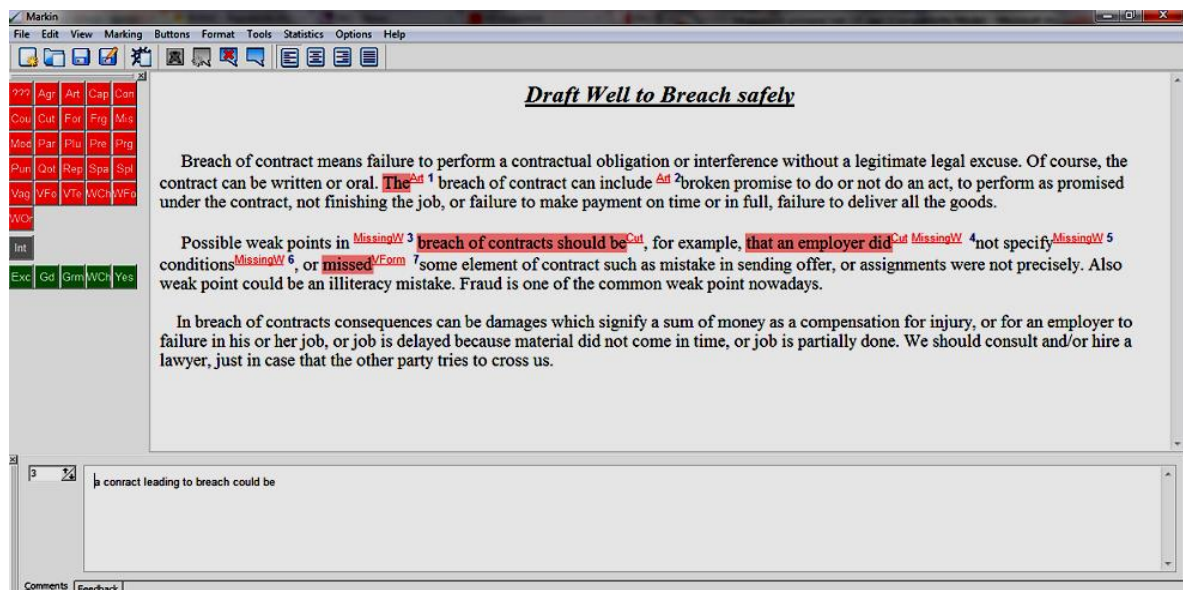 Markin
File Edit View Marking Buttons Format Tools Statistics Options Help
??? Agr Art Cap Con
Cou Cut For Frg Mis
Mod Par Plu Pre Prg
Pun Qot Rep Spa Spl
Vag VFo VTe WCh WFo
WOr
Int
Exc Gd Grm WCh Yes
Draft Well to Breach safely
Breach of contract means failure to perform a contractual obligation or interference without a legitimate legal excuse. Of course, the
contract can be written or oral. The Art 1 breach of contract can include Art 2 broken promise to do or not do an act, to perform as promised
under the contract, not finishing the job, or failure to make payment on time or in full, failure to deliver all the goods.
Possible weak points in MissingW 3 breach of contracts should be Cut, for example, that an employer did Cut MissingW 4 not specify MissingW 5
conditions MissingW 6, or missed VForm 7 some element of contract such as mistake in sending offer, or assignments were not precisely. Also
weak point could be an illiteracy mistake. Fraud is one of the common weak point nowadays.
In breach of contracts consequences can be damages which signify a sum of money as a compensation for injury, or for an employer to
failure in his or her job, or job is delayed because material did not come in time, or job is partially done. We should consult and/or hire a
lawyer, just in case that the other party tries to cross us.
3
a conract leading to breach could be
Comments Feedback